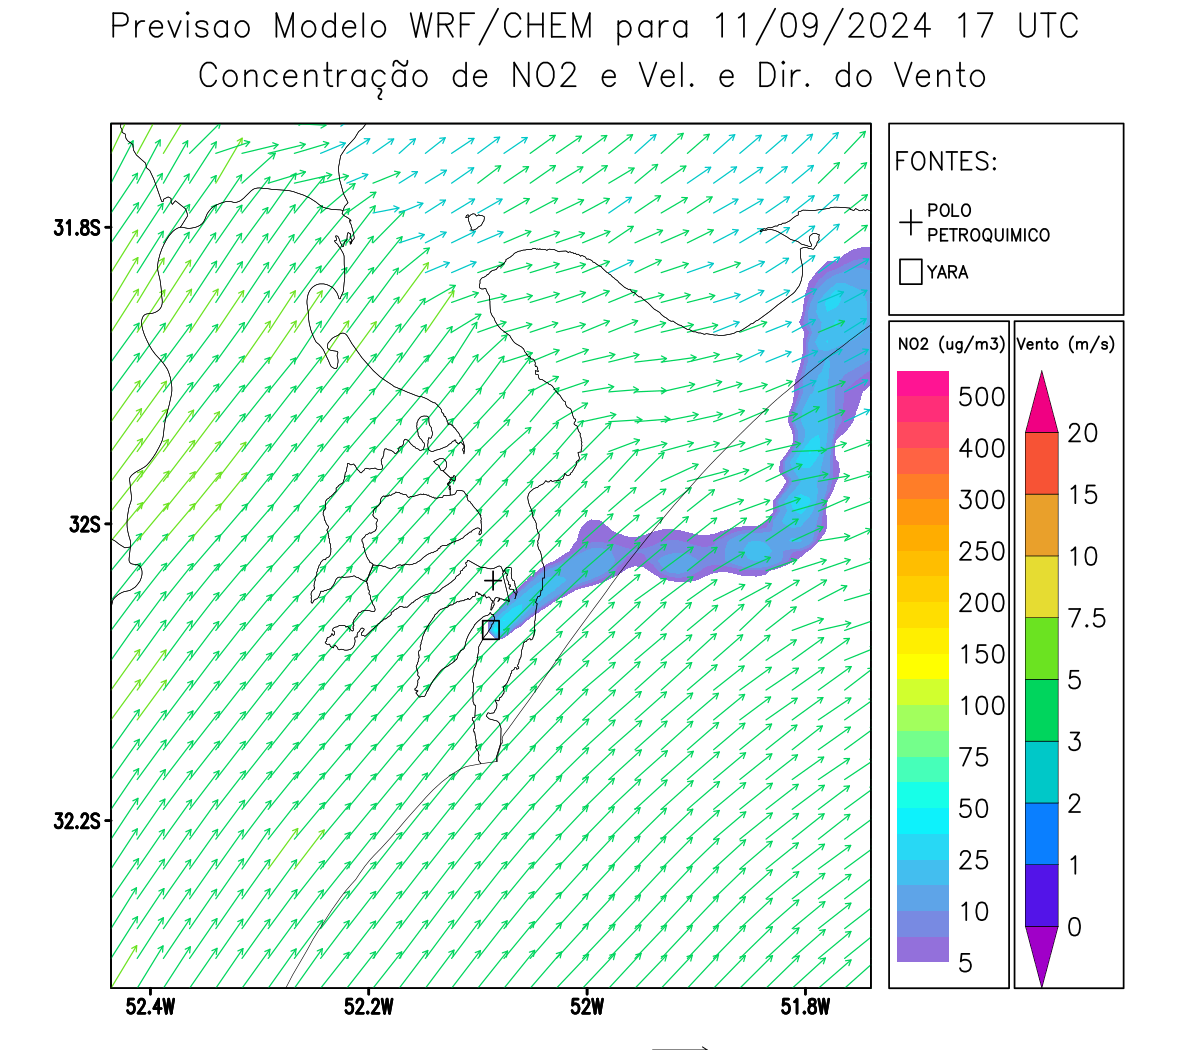 Previsao Modelo WRF/CHEM para 11/09/2024 17 UTC
Concentração de NO2 e Vel. e Dir. do Vento
FONTES:
POLO
PETROQUIMICO
YARA
NO2 (ug/m3)
500
400
300
250
200
150
100
75
50
25
10
5
Vento (m/s)
20
15
10
7.5
5
3
2
1
0
31.8S
32S
32.2S
52.4W
52.2W
52W
51.8W